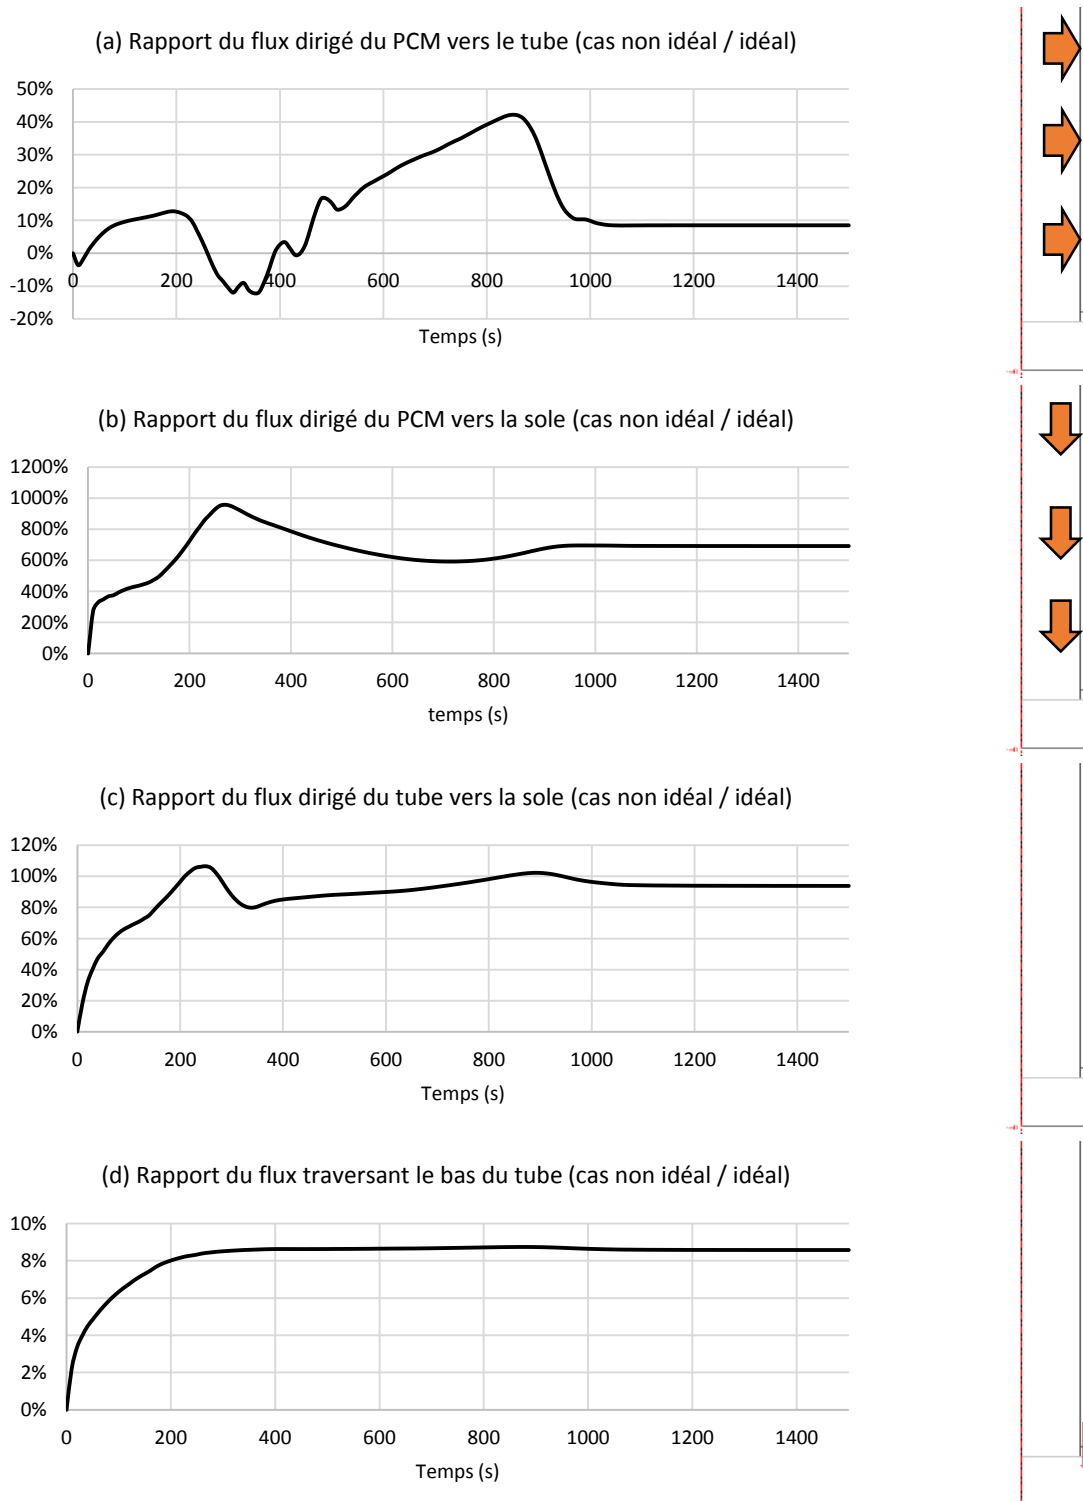 (a) Rapport du flux dirigé du PCM vers le tube (cas non idéal / idéal)
50%
40%
30%
20%
10%
0%
-10%
-20%
0 200 400 600 800 1000 1200 1400
Temps (s)
(b) Rapport du flux dirigé du PCM vers la sole (cas non idéal / idéal)
1200%
1000%
800%
600%
400%
200%
0%
0 200 400 600 800 1000 1200 1400
temps (s)
(c) Rapport du flux dirigé du tube vers la sole (cas non idéal / idéal)
120%
100%
80%
60%
40%
20%
0%
0 200 400 600 800 1000 1200 1400
Temps (s)
(d) Rapport du flux traversant le bas du tube (cas non idéal / idéal)
10%
8%
6%
4%
2%
0%
0 200 400 600 800 1000 1200 1400
Temps (s)